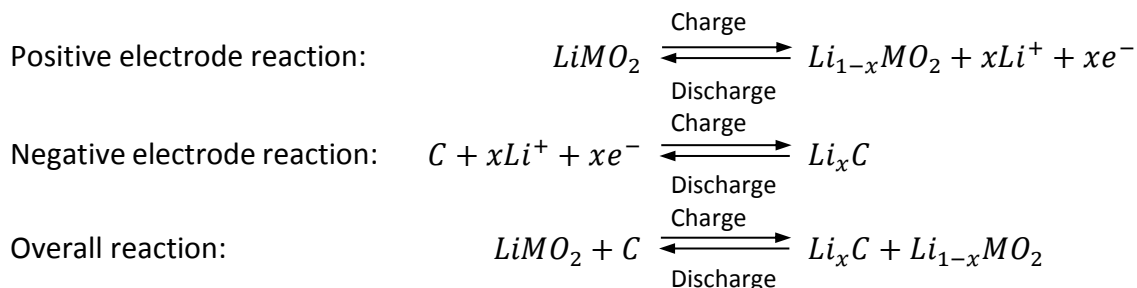 Charge
Positive electrode reaction: LiMO₂ ⇌ Li₁₋ₓMO₂ + xLi⁺ + xe⁻
Discharge
Charge
Negative electrode reaction: C + xLi⁺ + xe⁻ ⇌ LiₓC
Discharge
Charge
Overall reaction: LiMO₂ + C ⇌ LiₓC + Li₁₋ₓMO₂
Discharge